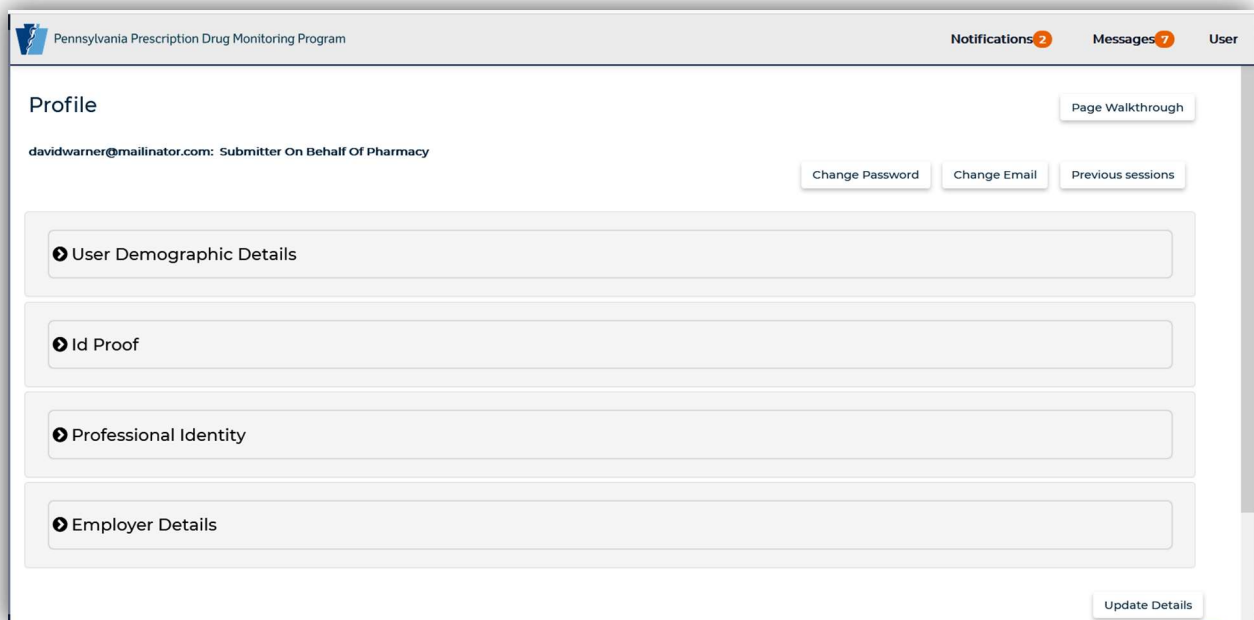 Pennsylvania Prescription Drug Monitoring Program Notifications 2 Messages 7 User
Profile
Page Walkthrough
davidwarner@mailinator.com: Submitter On Behalf Of Pharmacy
Change Password Change Email Previous sessions
User Demographic Details
Id Proof
Professional Identity
Employer Details
Update Details